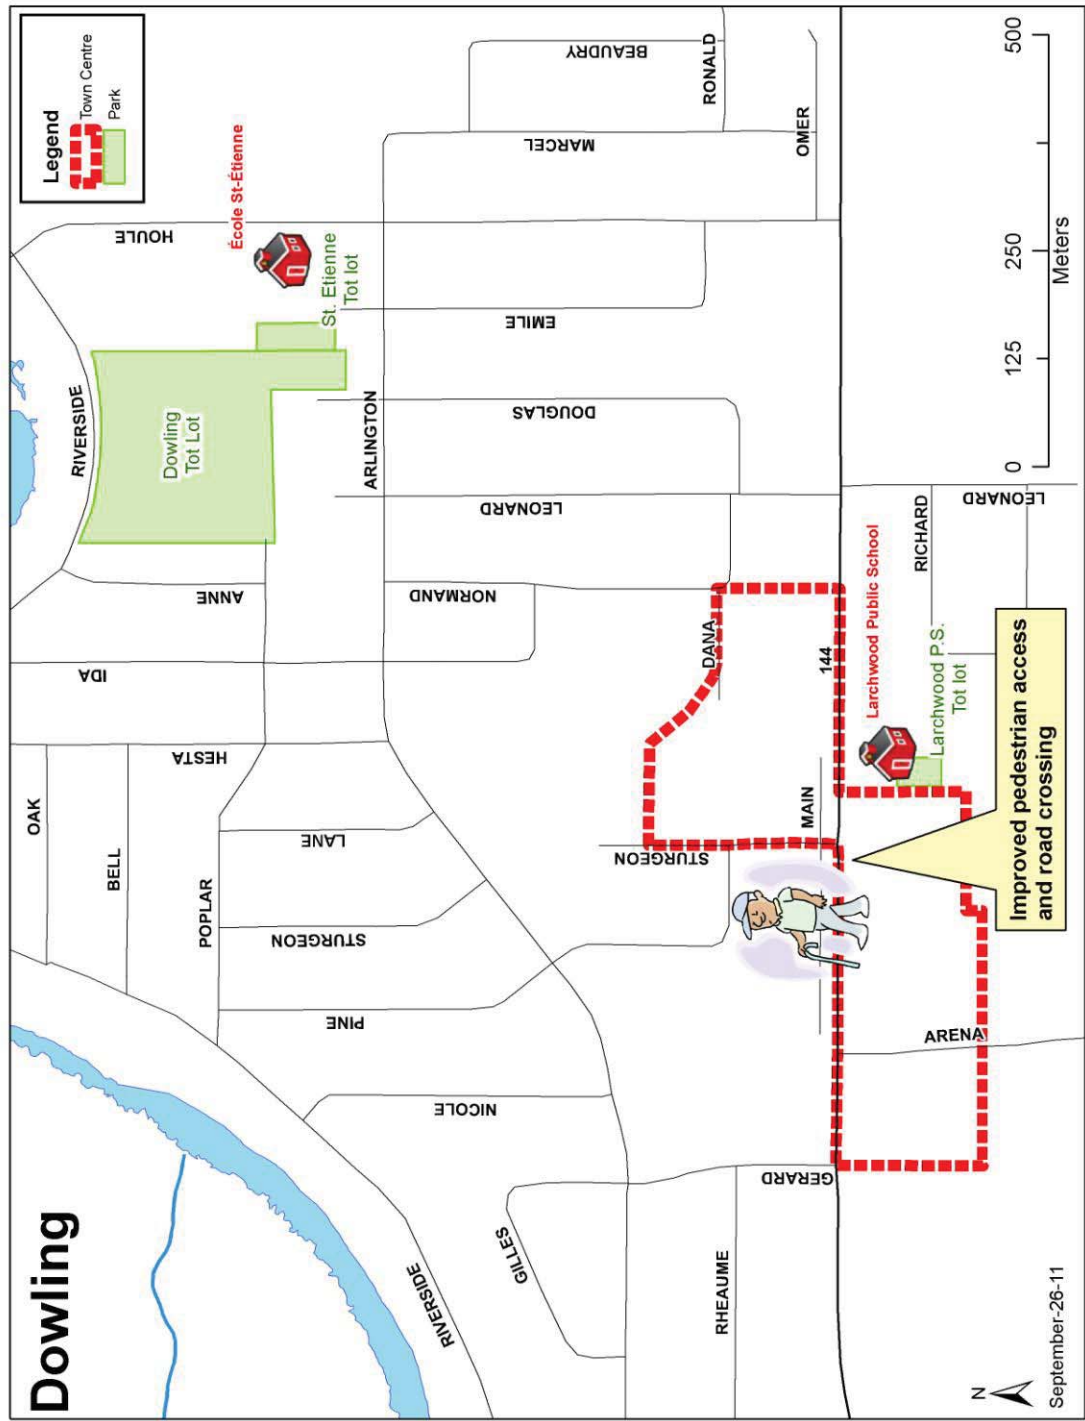 Dowling
Legend
Town Centre
Park
RIVERSIDE
HOULE
École St-Étienne
St. Etienne
Tot lot
Dowling
Tot Lot
ANNE
IDA
OAK
BELL
HESTA
POPLAR
LANE
STURGEON
PINE
NICOLE
RIVERSIDE
GILLES
ARLINGTON
BEAUDRY
RONALD
MARCEL
OMER
EMILE
DOUGLAS
LEONARD
NORMAND
DANA
STURGEON
MAIN
144
GERARD
RHEAUME
Larchwood Public School
Larchwood P.S.
Tot lot
RICHARD
LEONARD
ARENA
Improved pedestrian access
and road crossing
N
September-26-11
0
125
250
500
Meters